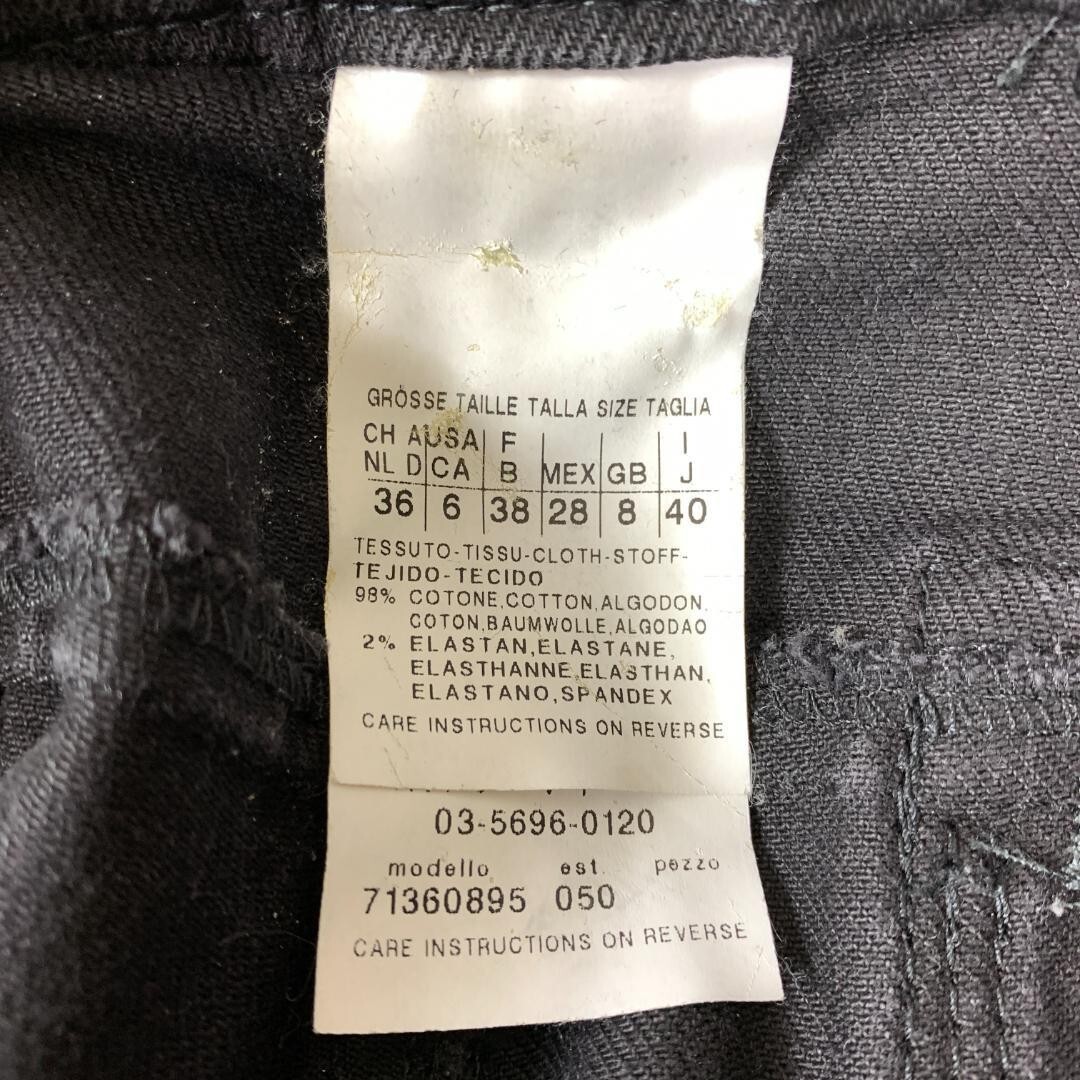 GRÖSSE TAILLE TALLA SIZE TAGLIA
CH A USA F I
NL D CA B MEX GB J
36 6 38 28 8 40
TESSUTO-TISSU-CLOTH-STOFF-
TEJIDO-TECIDO
98% COTONE,COTTON,ALGODON,
COTON,BAUMWOLLE,ALGODAO
2% ELASTAN,ELASTANE,
ELASTHANNE,ELASTHAN,
ELASTANO,SPANDEX
CARE INSTRUCTIONS ON REVERSE
03-5696-0120
modello est. pezzo
71360895 050
CARE INSTRUCTIONS ON REVERSE